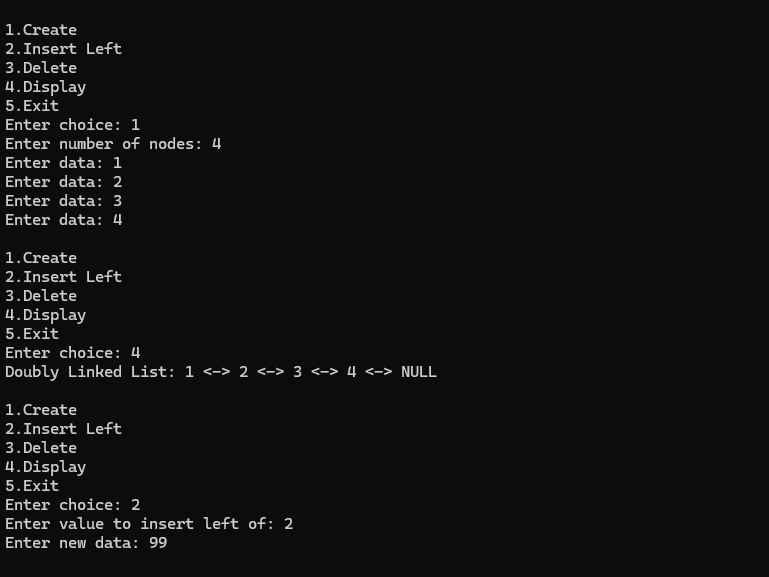 1.Create
2.Insert Left
3.Delete
4.Display
5.Exit
Enter choice: 1
Enter number of nodes: 4
Enter data: 1
Enter data: 2
Enter data: 3
Enter data: 4
1.Create
2.Insert Left
3.Delete
4.Display
5.Exit
Enter choice: 4
Doubly Linked List: 1 <-> 2 <-> 3 <-> 4 <-> NULL
1.Create
2.Insert Left
3.Delete
4.Display
5.Exit
Enter choice: 2
Enter value to insert left of: 2
Enter new data: 99